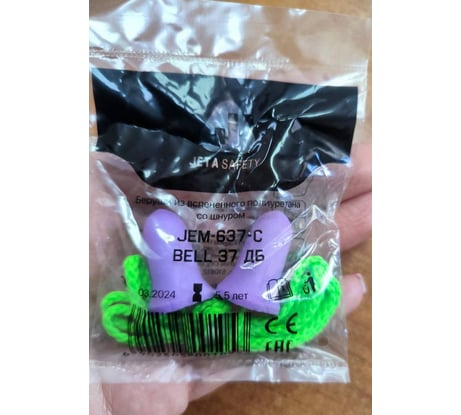 JETA SAFETY
Беруши из вспененного полиуретана
со шнуром
JEM-637-C
BELL 37 ДБ
03.2024 5,5 лет
CE
EAC